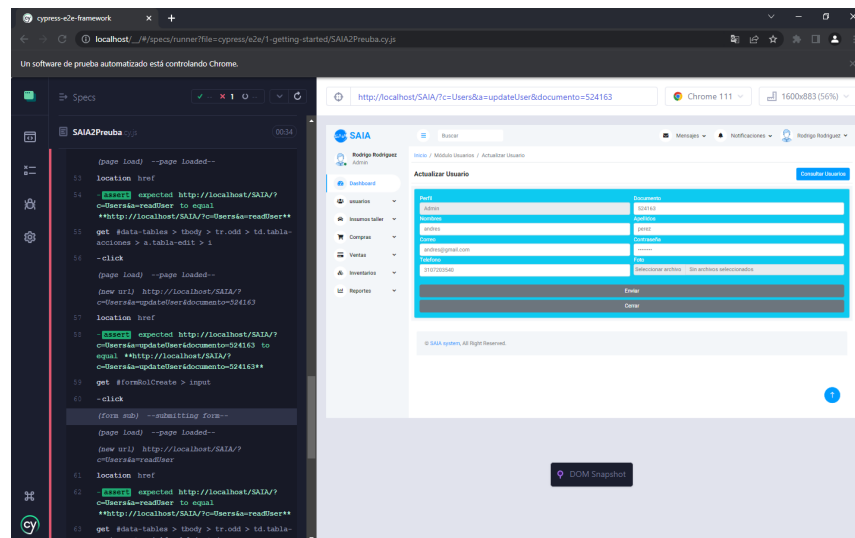 cypress-e2e-framework
localhost/__/#/specs/runner?file=cypress/e2e/1-getting-started/SAIA2Preuba.cy.js
Un software de prueba automatizado está controlando Chrome.
Specs
1
SAIA2Preuba cy.js
00:34
(page load) --page loaded--
53 location href
54 -assert expected http://localhost/SAIA/?
c=Users&a=readUser to equal
**http://localhost/SAIA/?c=Users&a=readUser**
55 get #data-tables > tbody > tr.odd > td.tabla-
acciones > a.table-edit > i
56 -click
(page load) --page loaded--
(new url) http://localhost/SAIA/?
c=Users&a=updateUser&documento=524163
57 location href
58 -assert expected http://localhost/SAIA/?
c=Users&a=updateUser&documento=524163 to
equal **http://localhost/SAIA/?
c=Users&a=updateUser&documento=524163**
59 get #formRolCreate > input
60 -click
(form sub) --submitting form--
(page load) --page loaded--
(new url) http://localhost/SAIA/?
c=Users&a=readUser
61 location href
62 -assert expected http://localhost/SAIA/?
c=Users&a=readUser to equal
**http://localhost/SAIA/?c=Users&a=readUser**
63 get #data-tables > tbody > tr.odd > td.tabla-
cy
http://localhost/SAIA/?c=Users&a=updateUser&documento=524163
Chrome 111
1600x883 (56%)
SAIA
Buscar
Mensajes
Notificaciones
Rodrigo Rodriguez
Rodrigo Rodriguez
Admin
Dashboard
usuarios
Insumos taller
Compras
Ventas
Inventarios
Reportes
Inicio / Módulo Usuarios / Actualizar Usuario
Actualizar Usuario
Consultar Usuarios
Perfil
Documento
Admin
524163
Nombres
Apellidos
andres
perez
Correo
Contraseña
andres@gmail.com
Telefono
Foto
3107203540
Seleccionar archivo
Sin archivos seleccionados
Enviar
Cerrar
© SAIA system, All Right Reserved.
DOM Snapshot